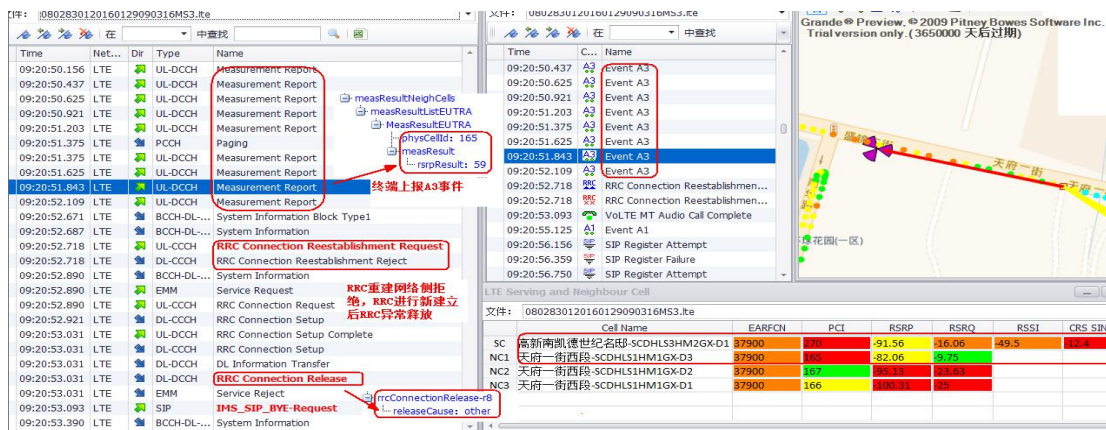 文件: 0802830120160129090316MS3.lte
在 中查找
Time Net... Dir Type Name
09:20:50.156 LTE UL-DCCH Measurement Report
09:20:50.437 LTE UL-DCCH Measurement Report
09:20:50.625 LTE UL-DCCH Measurement Report
09:20:50.921 LTE UL-DCCH Measurement Report
09:20:51.203 LTE UL-DCCH Measurement Report
09:20:51.375 LTE PCCH Paging
09:20:51.375 LTE UL-DCCH Measurement Report
09:20:51.625 LTE UL-DCCH Measurement Report
09:20:51.843 LTE UL-DCCH Measurement Report
09:20:52.109 LTE UL-DCCH Measurement Report
09:20:52.671 LTE BCCH-DL-... System Information Block Type1
09:20:52.687 LTE BCCH-DL-... System Information
09:20:52.718 LTE UL-CCCH RRC Connection Reestablishment Request
09:20:52.718 LTE DL-CCCH RRC Connection Reestablishment Reject
09:20:52.890 LTE BCCH-DL-... System Information
09:20:52.890 LTE EMM Service Request
09:20:52.890 LTE UL-CCCH RRC Connection Request
09:20:52.921 LTE DL-CCCH RRC Connection Setup
09:20:53.031 LTE UL-DCCH RRC Connection Setup Complete
09:20:53.031 LTE DL-CCCH RRC Connection Setup
09:20:53.031 LTE DL-DCCH DL Information Transfer
09:20:53.031 LTE DL-DCCH RRC Connection Release
09:20:53.031 LTE EMM Service Reject
09:20:53.093 LTE SIP IMS_SIP_BYE-Request
09:20:53.390 LTE BCCH-DL-... System Information
measResultNeighCells
measResultListEUTRA
MeasResultEUTRA
physCellId: 165
measResult
rsrpResult: 59
终端上报A3事件
RRC重建网络侧拒
绝，RRC进行新建立
后RRC异常释放
rrcConnectionRelease-r8
releaseCause: other
文件: 0802830120160129090316MS3.lte
在 中查找
Time C... Name
09:20:50.437 A3 Event A3
09:20:50.625 A3 Event A3
09:20:50.921 A3 Event A3
09:20:51.203 A3 Event A3
09:20:51.375 A3 Event A3
09:20:51.625 A3 Event A3
09:20:51.843 A3 Event A3
09:20:52.109 A3 Event A3
09:20:52.718 RRC Connection Reestablishmen...
09:20:52.718 RRC Connection Reestablishmen...
09:20:53.093 VoLTE MT Audio Call Complete
09:20:55.125 A1 Event A1
09:20:56.156 SIP Register Attempt
09:20:56.359 SIP Register Failure
09:20:56.750 SIP Register Attempt
Grande® Preview, © 2009 Pitney Bowes Software Inc.
Trial version only. (3650000 天后过期)
天府一街
花园(一区)
LTE Serving and Neighbour Cell
文件: 0802830120160129090316MS3.lte
Cell Name EARFCN PCI RSRP RSRQ RSSI CRS SIN
SC 高新南凯德世纪名邸-SCDHLS3HM2GX-D1 37900 270 -91.56 -16.06 -49.5 -12.4
NC1 天府一街西段-SCDHLS1HM1GX-D3 37900 165 -82.06 -9.75
NC2 天府一街西段-SCDHLS1HM1GX-D2 37900 167 -95.13 -23.63
NC3 天府一街西段-SCDHLS1HM1GX-D1 37900 166 -100.31 -25